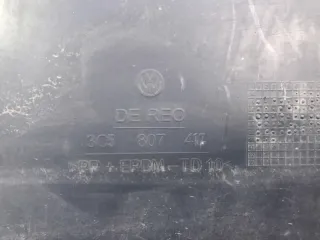 DE REO
3C5 807 417
>PP + EPDM - TD 10<